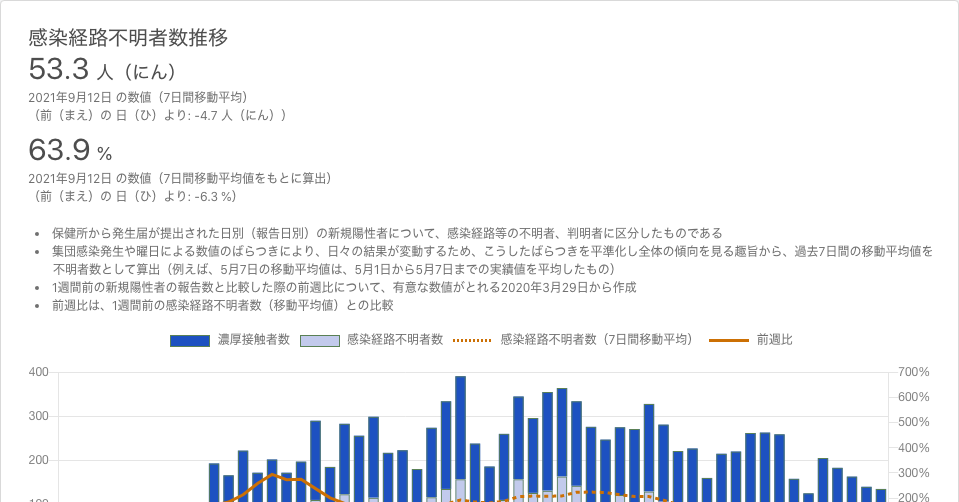 感染経路不明者数推移
53.3 人（にん）
2021年9月12日 の数値（7日間移動平均）
（前（まえ）の 日（ひ）より: -4.7 人（にん））
63.9 %
2021年9月12日 の数値（7日間移動平均値をもとに算出）
（前（まえ）の 日（ひ）より: -6.3 %）
• 保健所から発生届が提出された日別（報告日別）の新規陽性者について、感染経路等の不明者、判明者に区分したものである
• 集団感染発生や曜日による数値のばらつきにより、日々の結果が変動するため、こうしたばらつきを平準化し全体の傾向を見る趣旨から、過去7日間の移動平均値を
不明者数として算出（例えば、5月7日の移動平均値は、5月1日から5月7日までの実績値を平均したもの）
• 1週間前の新規陽性者の報告数と比較した際の前週比について、有意な数値がとれる2020年3月29日から作成
• 前週比は、1週間前の感染経路不明者数（移動平均値）との比較
濃厚接触者数 感染経路不明者数 感染経路不明者数（7日間移動平均） 前週比
400 700%
600%
300 500%
400%
200 300%
100 200%